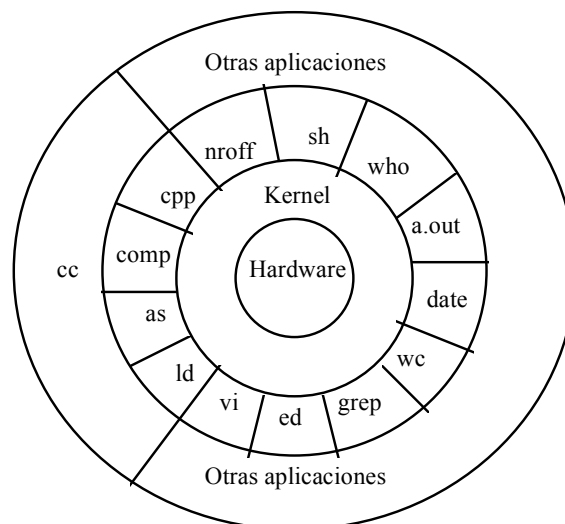 Otras aplicaciones
nroff
sh
who
cpp
Kernel
a.out
cc
comp
Hardware
date
as
wc
ld
vi
ed
grep
Otras aplicaciones